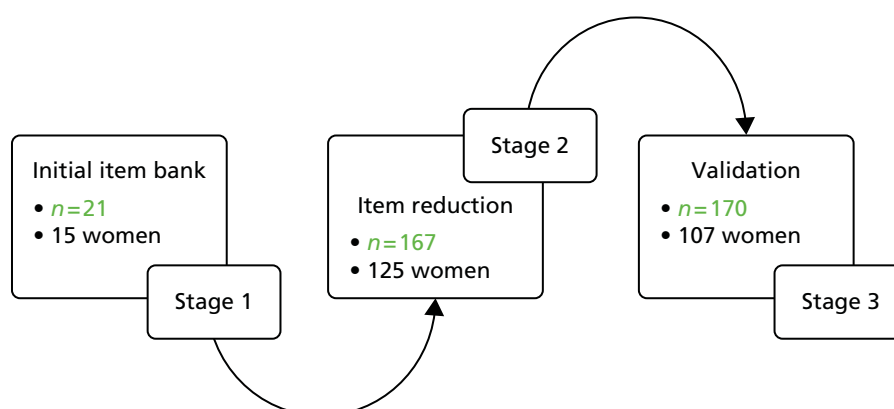 Initial item bank
• n=21
• 15 women
Stage 1
Stage 2
Item reduction
• n=167
• 125 women
Validation
• n=170
• 107 women
Stage 3